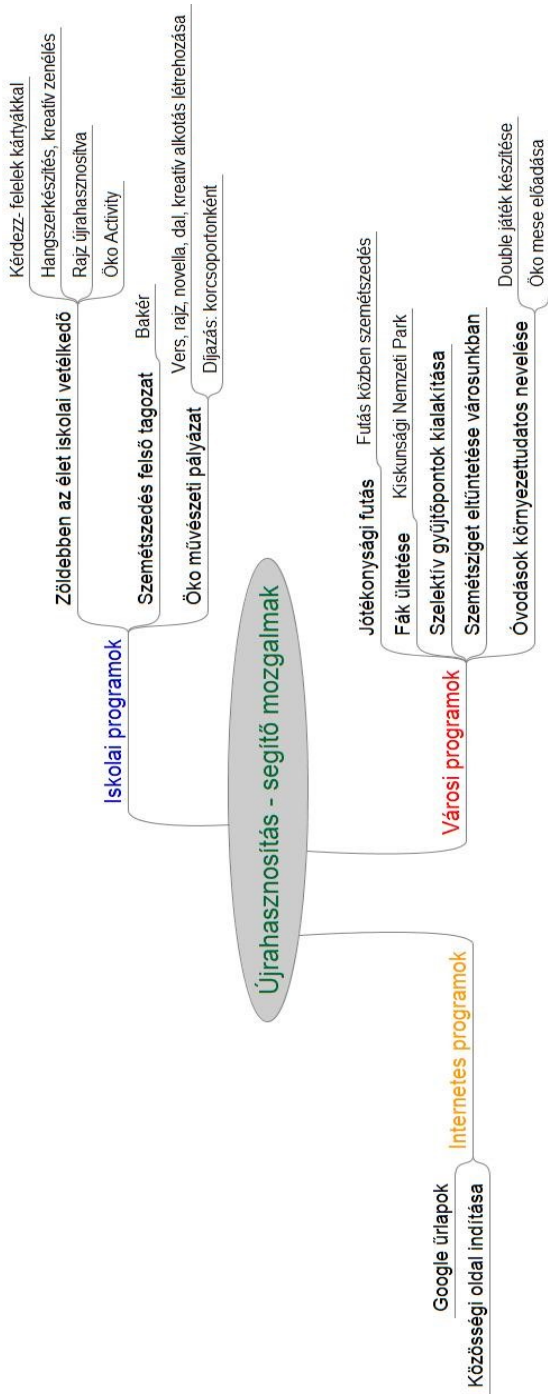 Újrahasznosítás - segítő mozgalmak
Iskolai programok
Zöldebben az élet iskolai vetélkedő
Kérdezz- felelek kártyákkal
Hangszerkészítés, kreatív zenélés
Rajz újrahasznosítva
Öko Activity
Szemétszedés felső tagozat
Bakér
Öko művészeti pályázat
Vers, rajz, novella, dal, kreatív alkotás létrehozása
Díjazás: korcsoportonként
Városi programok
Jótékonysági futás
Futás közben szemétszedés
Fák ültetése
Kiskunsági Nemzeti Park
Szelektív gyűjtöpontok kialakítása
Szemétsziget eltüntetése városunkban
Óvodások környezettudatos nevelése
Double játék készítése
Öko mese előadása
Internetes programok
Google ürlapok
Közösségi oldal indítása